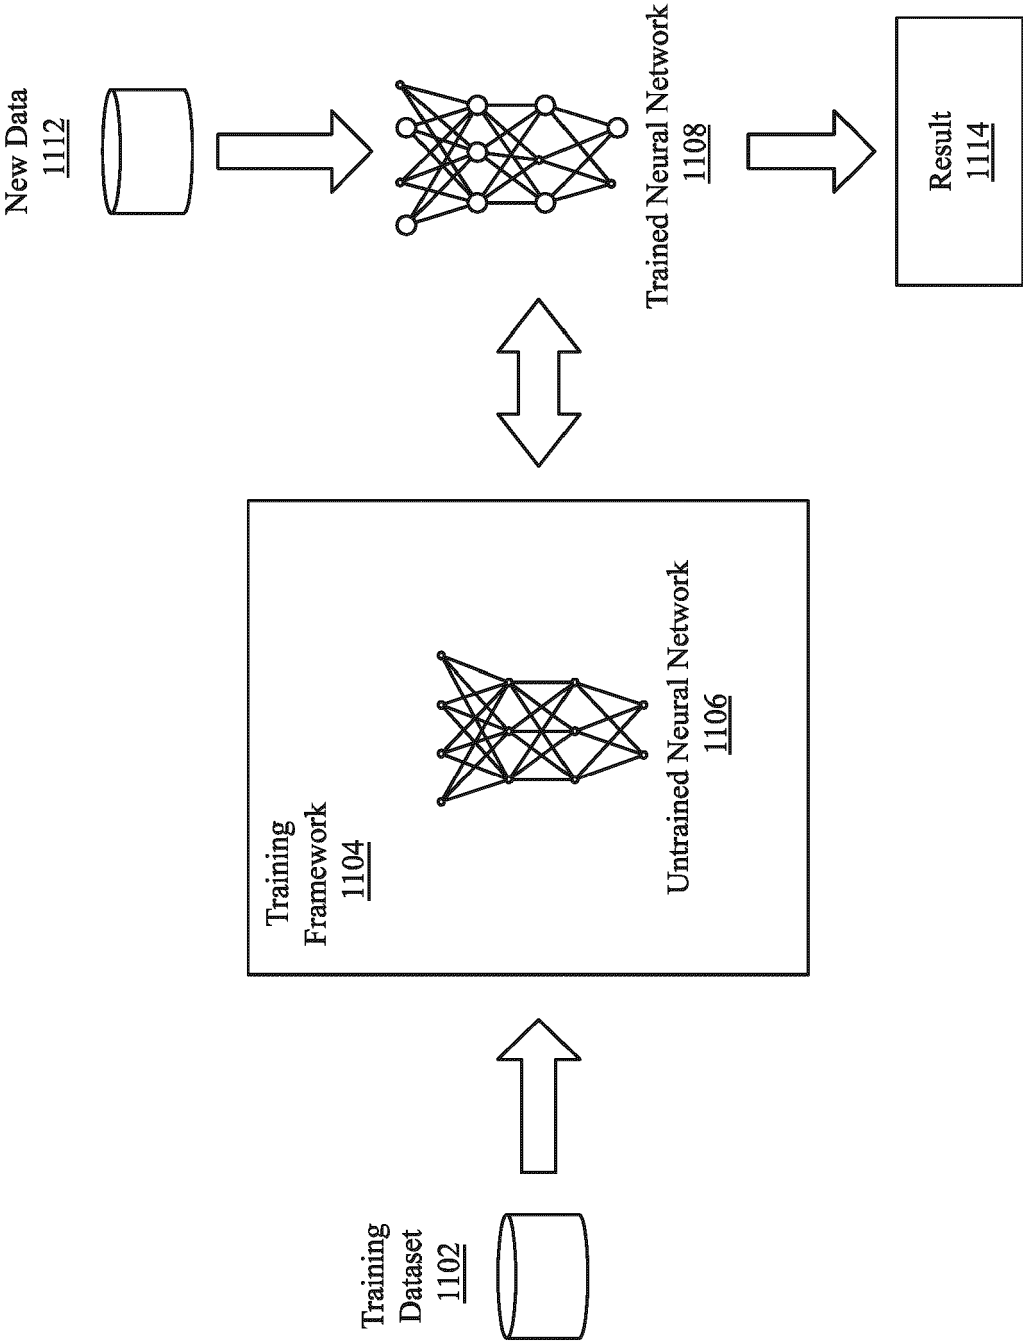 Training
Dataset
1102
Training
Framework
1104
Untrained Neural Network
1106
New Data
1112
Trained Neural Network
1108
Result
1114